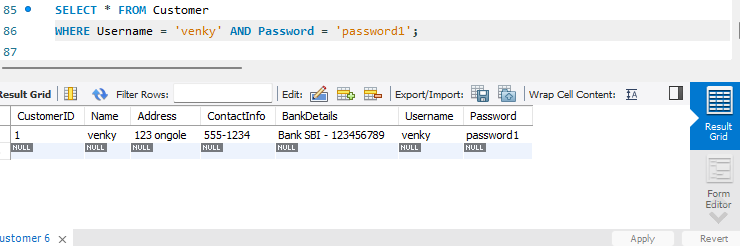 85 SELECT * FROM Customer
86 WHERE Username = 'venky' AND Password = 'password1';
87
Result Grid Filter Rows: Edit: Export/Import: Wrap Cell Content: IA
CustomerID Name Address ContactInfo BankDetails Username Password
1 venky 123 ongole 555-1234 Bank SBI - 123456789 venky password1
NULL NULL NULL NULL NULL NULL NULL
Result
Grid
Form
Editor
ustomer 6 × Apply Revert